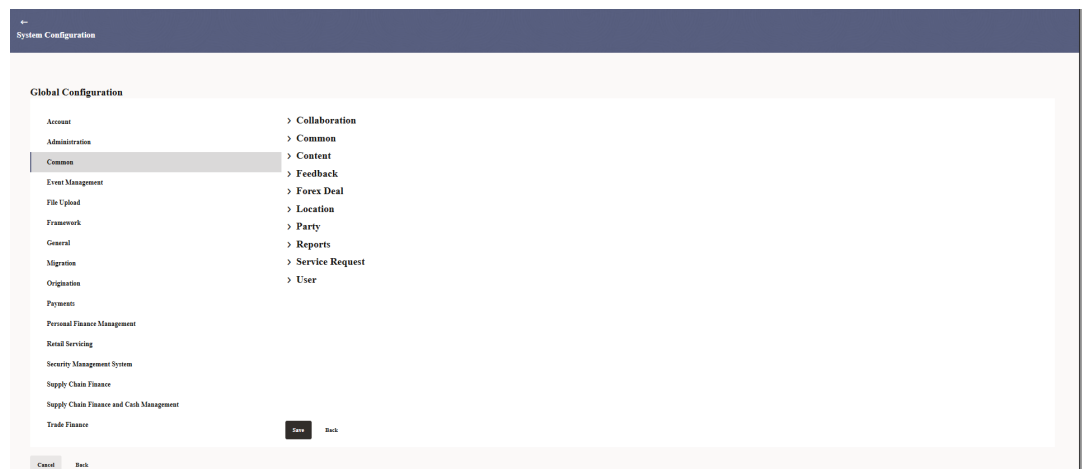 ←
System Configuration
Global Configuration
Account
Administration
Common
Event Management
File Upload
Framework
General
Migration
Origination
Payments
Personal Finance Management
Retail Servicing
Security Management System
Supply Chain Finance
Supply Chain Finance and Cash Management
Trade Finance
> Collaboration
> Common
> Content
> Feedback
> Forex Deal
> Location
> Party
> Reports
> Service Request
> User
Save Back
Cancel Back